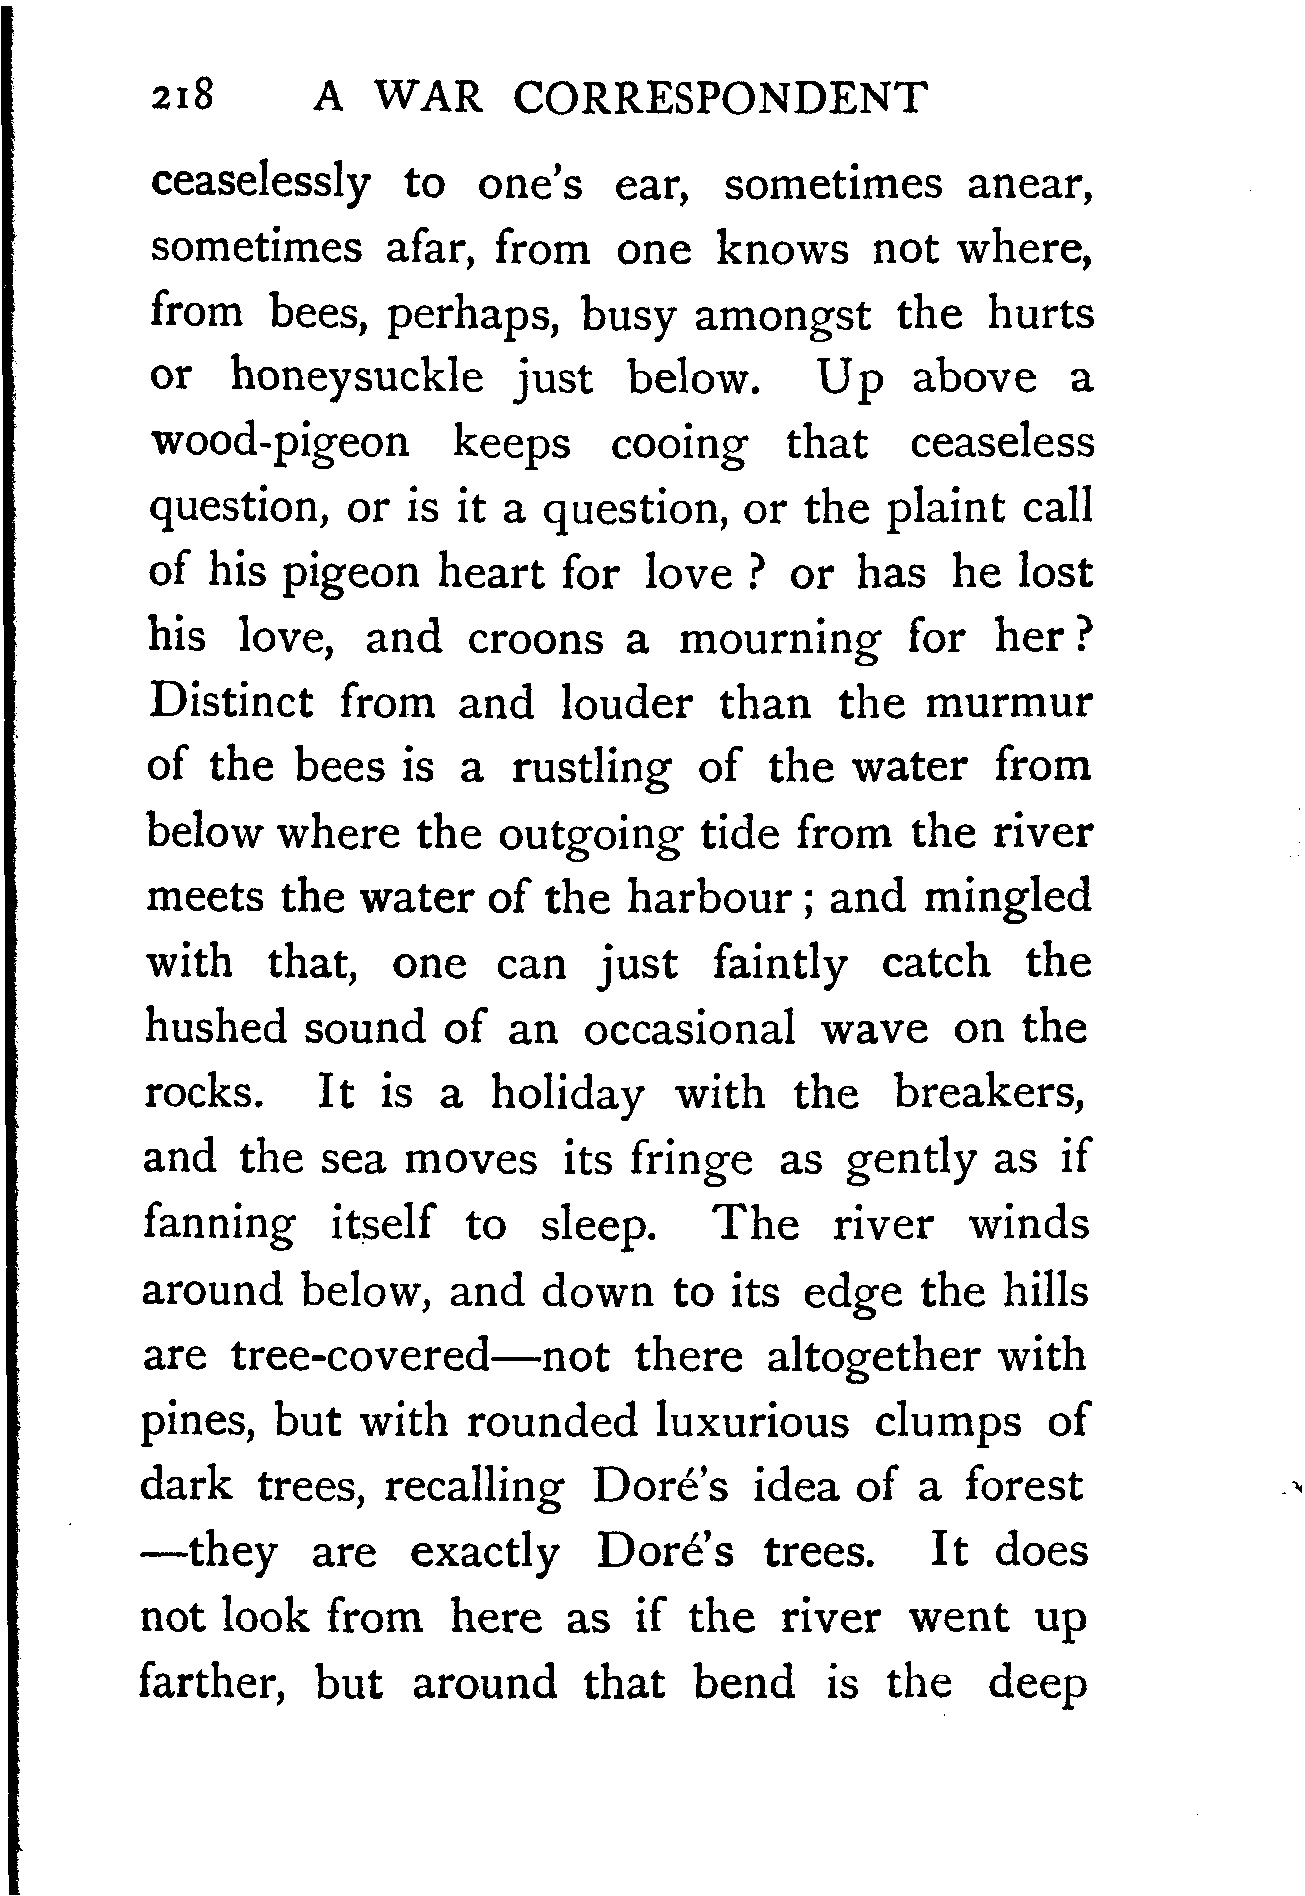 218 A WAR CORRESPONDENT
ceaselessly to one's ear, sometimes anear,
sometimes afar, from one knows not where,
from bees, perhaps, busy amongst the hurts
or honeysuckle just below. Up above a
wood-pigeon keeps cooing that ceaseless
question, or is it a question, or the plaint call
of his pigeon heart for love ? or has he lost
his love, and croons a mourning for her ?
Distinct from and louder than the murmur
of the bees is a rustling of the water from
below where the outgoing tide from the river
meets the water of the harbour ; and mingled
with that, one can just faintly catch the
hushed sound of an occasional wave on the
rocks. It is a holiday with the breakers,
and the sea moves its fringe as gently as if
fanning itself to sleep. The river winds
around below, and down to its edge the hills
are tree-covered—not there altogether with
pines, but with rounded luxurious clumps of
dark trees, recalling Doré's idea of a forest
—they are exactly Doré's trees. It does
not look from here as if the river went up
farther, but around that bend is the deep